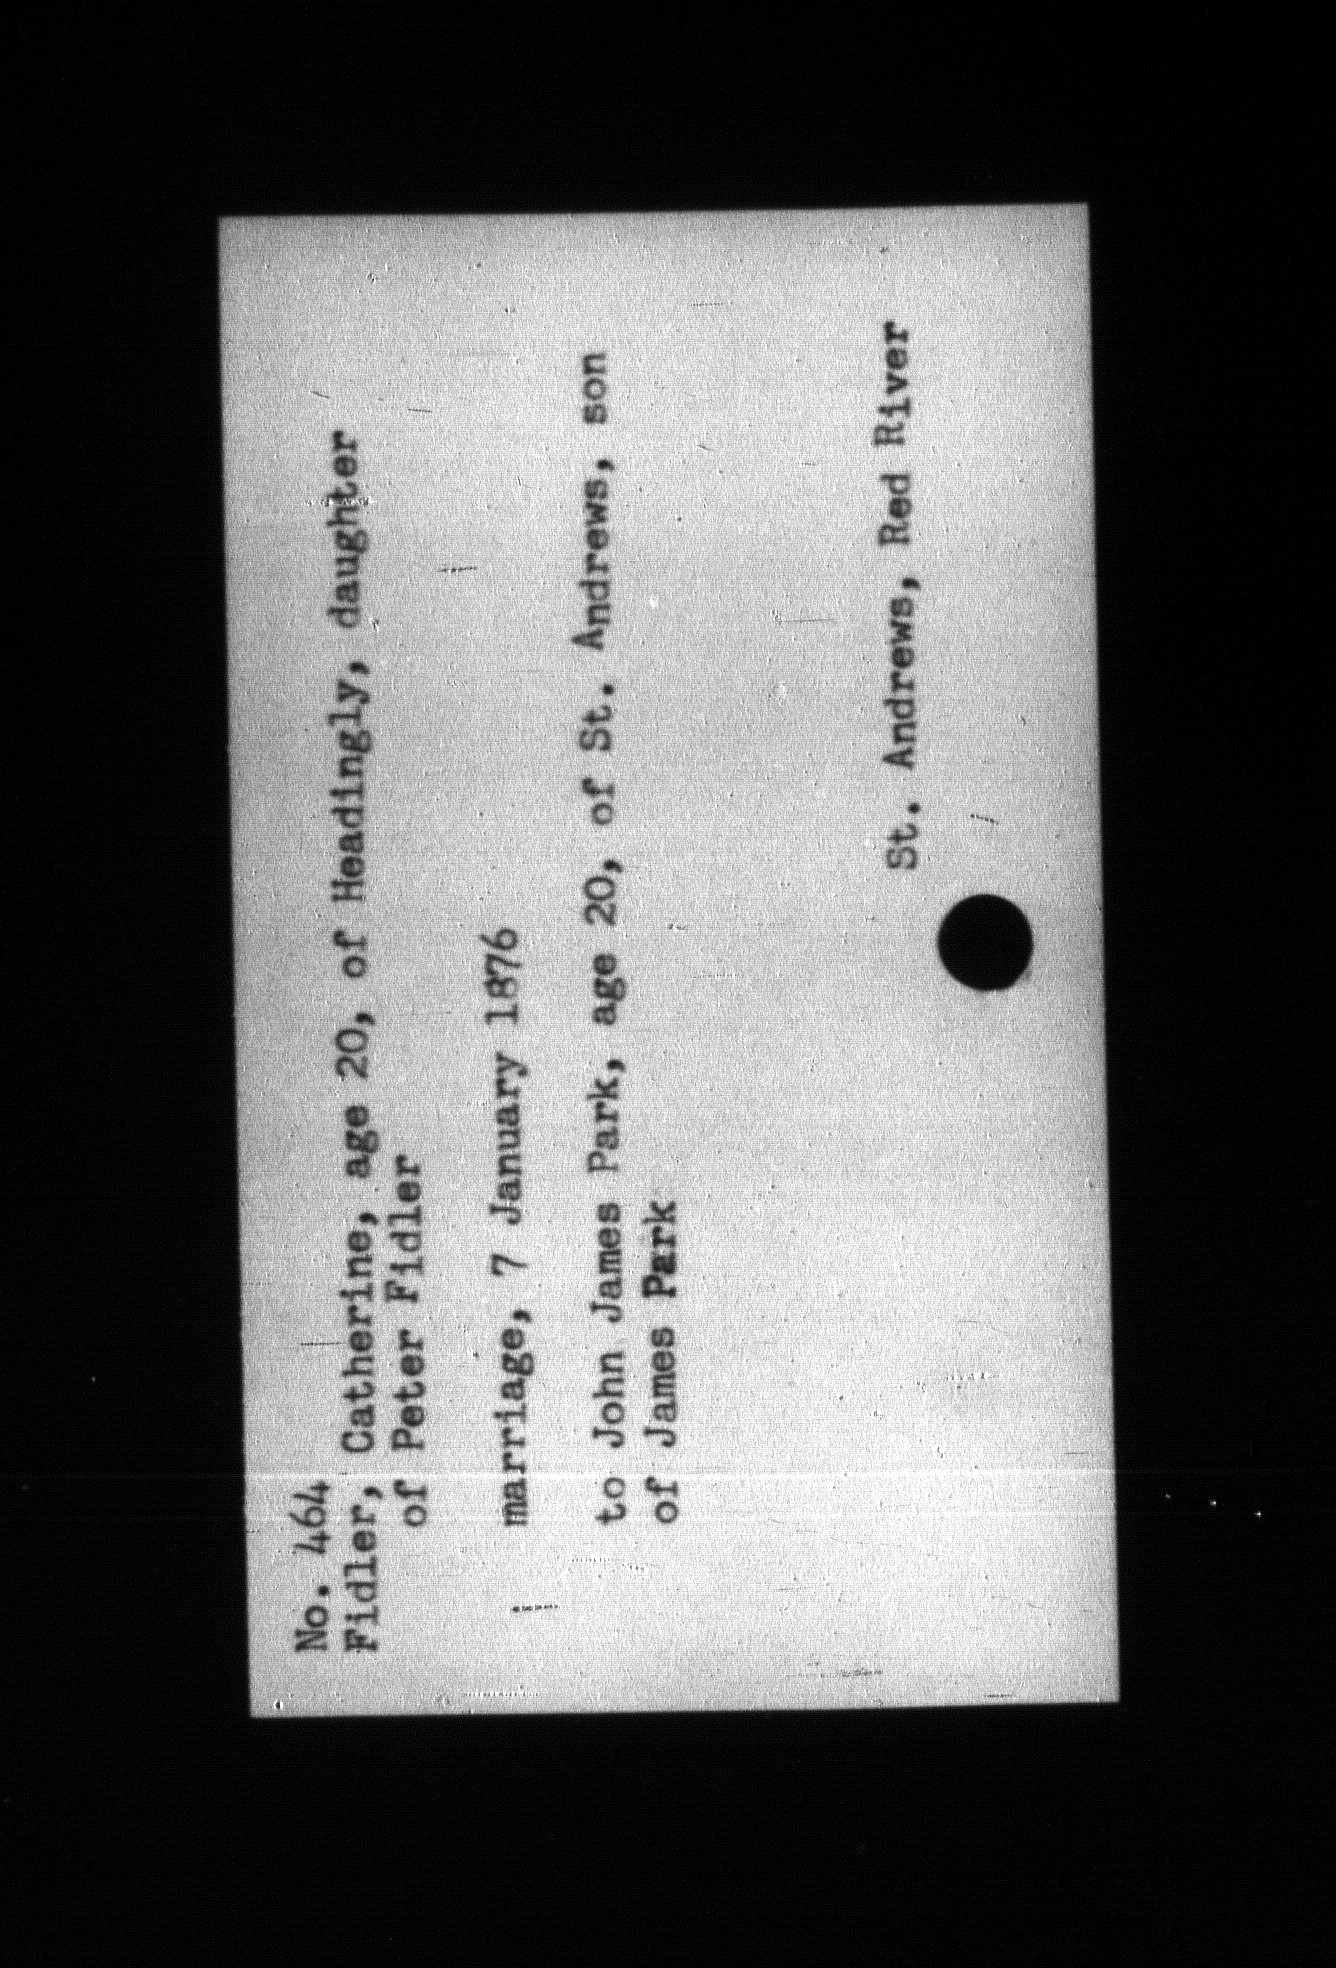 No. 464
Fidler, Catherine, age 20, of Headingly, daughter
of Peter Fidler
marriage, 7 January 1876
to John James Park, age 20, of St. Andrews, son
of James Park
St. Andrews, Red River